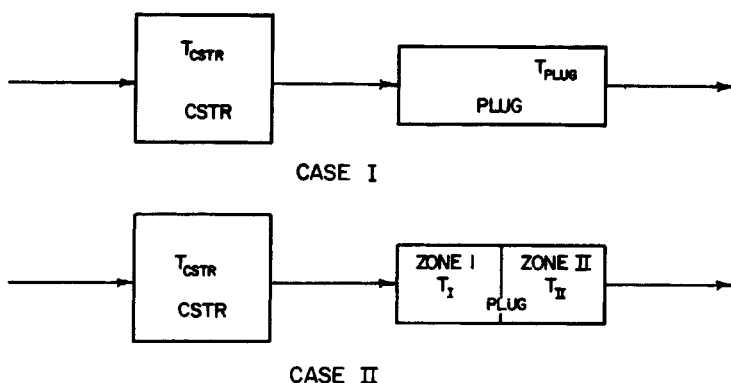 T_CSTR
CSTR
T_PLUG
PLUG
CASE I
T_CSTR
CSTR
ZONE I
T_I
ZONE II
T_II
PLUG
CASE II